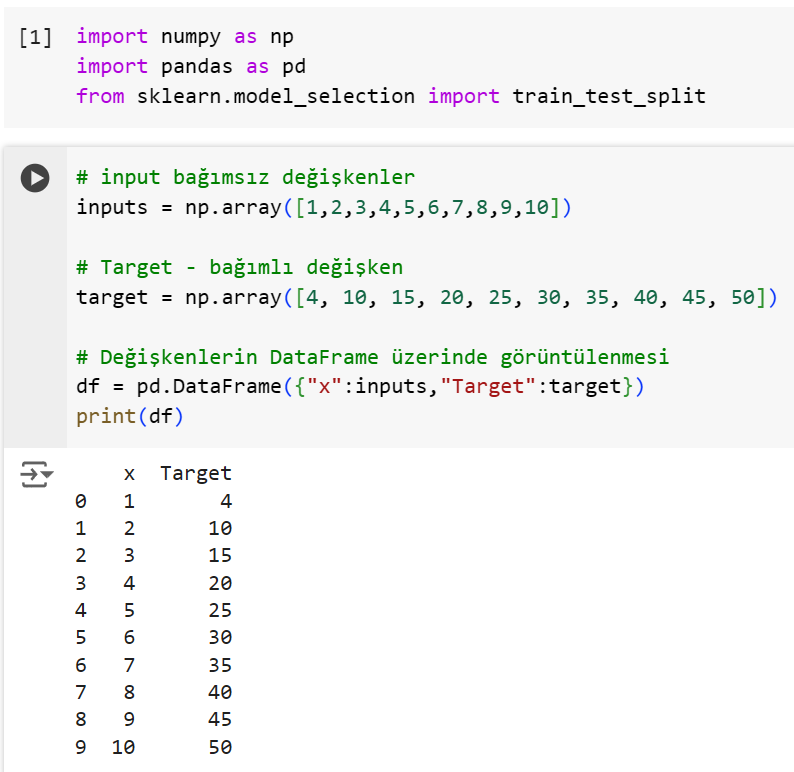 [1] import numpy as np
import pandas as pd
from sklearn.model_selection import train_test_split
# input bağımsız değişkenler
inputs = np.array([1,2,3,4,5,6,7,8,9,10])
# Target - bağımlı değişken
target = np.array([4, 10, 15, 20, 25, 30, 35, 40, 45, 50])
# Değişkenlerin DataFrame üzerinde görüntülenmesi
df = pd.DataFrame({"x":inputs,"Target":target})
print(df)
x Target
0 1 4
1 2 10
2 3 15
3 4 20
4 5 25
5 6 30
6 7 35
7 8 40
8 9 45
9 10 50